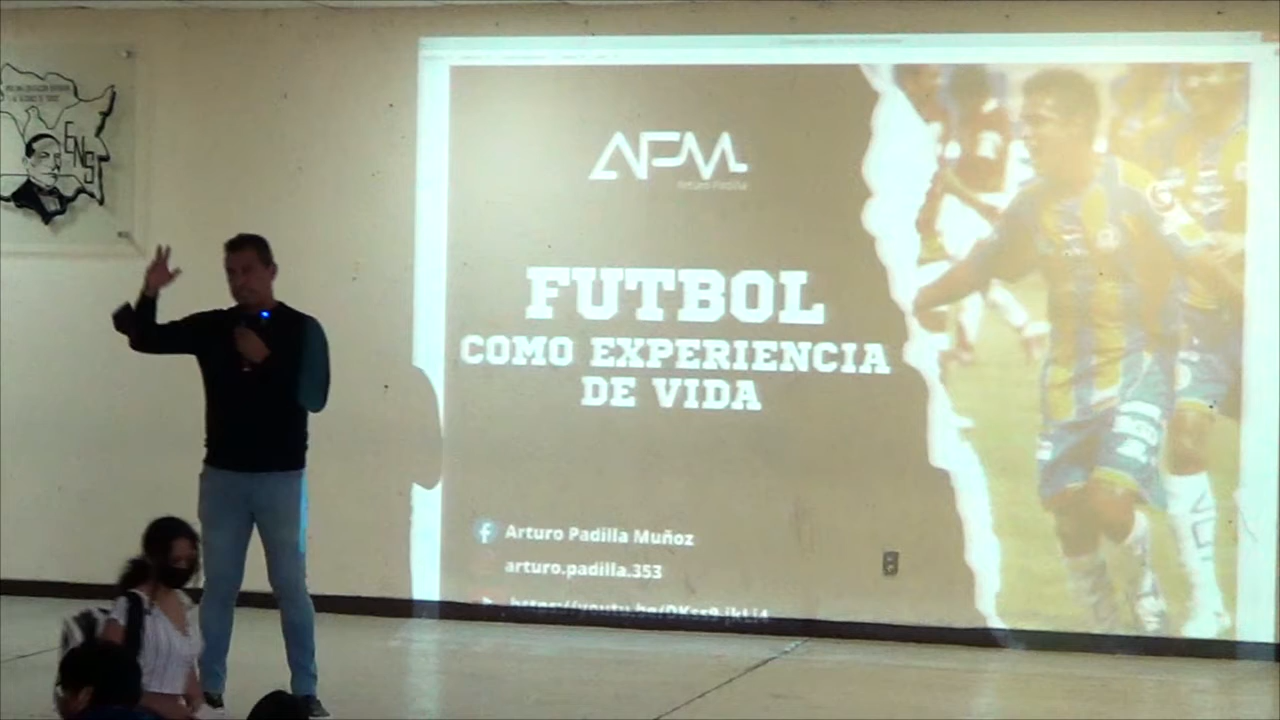 ENS
APM
Arturo Padilla
FUTBOL
COMO EXPERIENCIA
DE VIDA
Arturo Padilla Muñoz
arturo.padilla.353